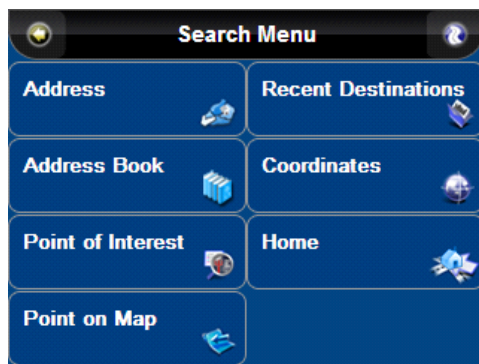 Search Menu
Address
Recent Destinations
Address Book
Coordinates
Point of Interest
Home
Point on Map